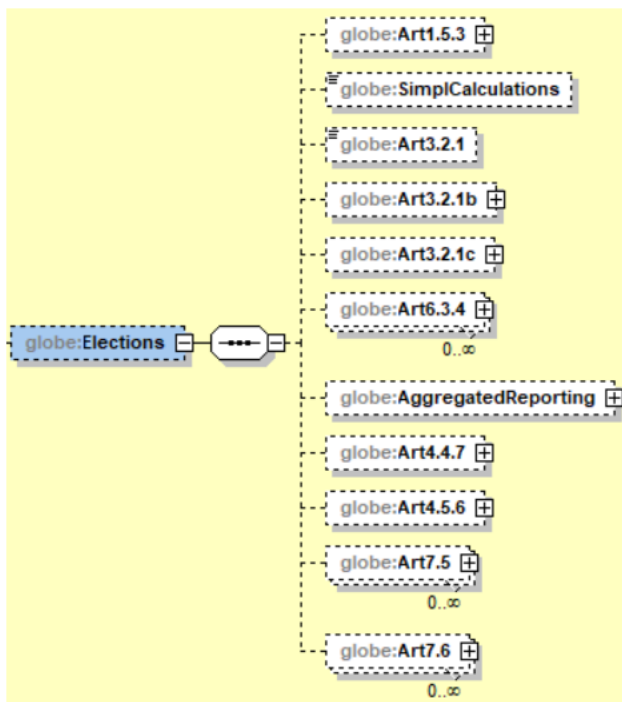 globe:Art1.5.3
globe:SimplCalculations
globe:Art3.2.1
globe:Art3.2.1b
globe:Art3.2.1c
globe:Art6.3.4
0..∞
globe:Elections
globe:AggregatedReporting
globe:Art4.4.7
globe:Art4.5.6
globe:Art7.5
0..∞
globe:Art7.6
0..∞